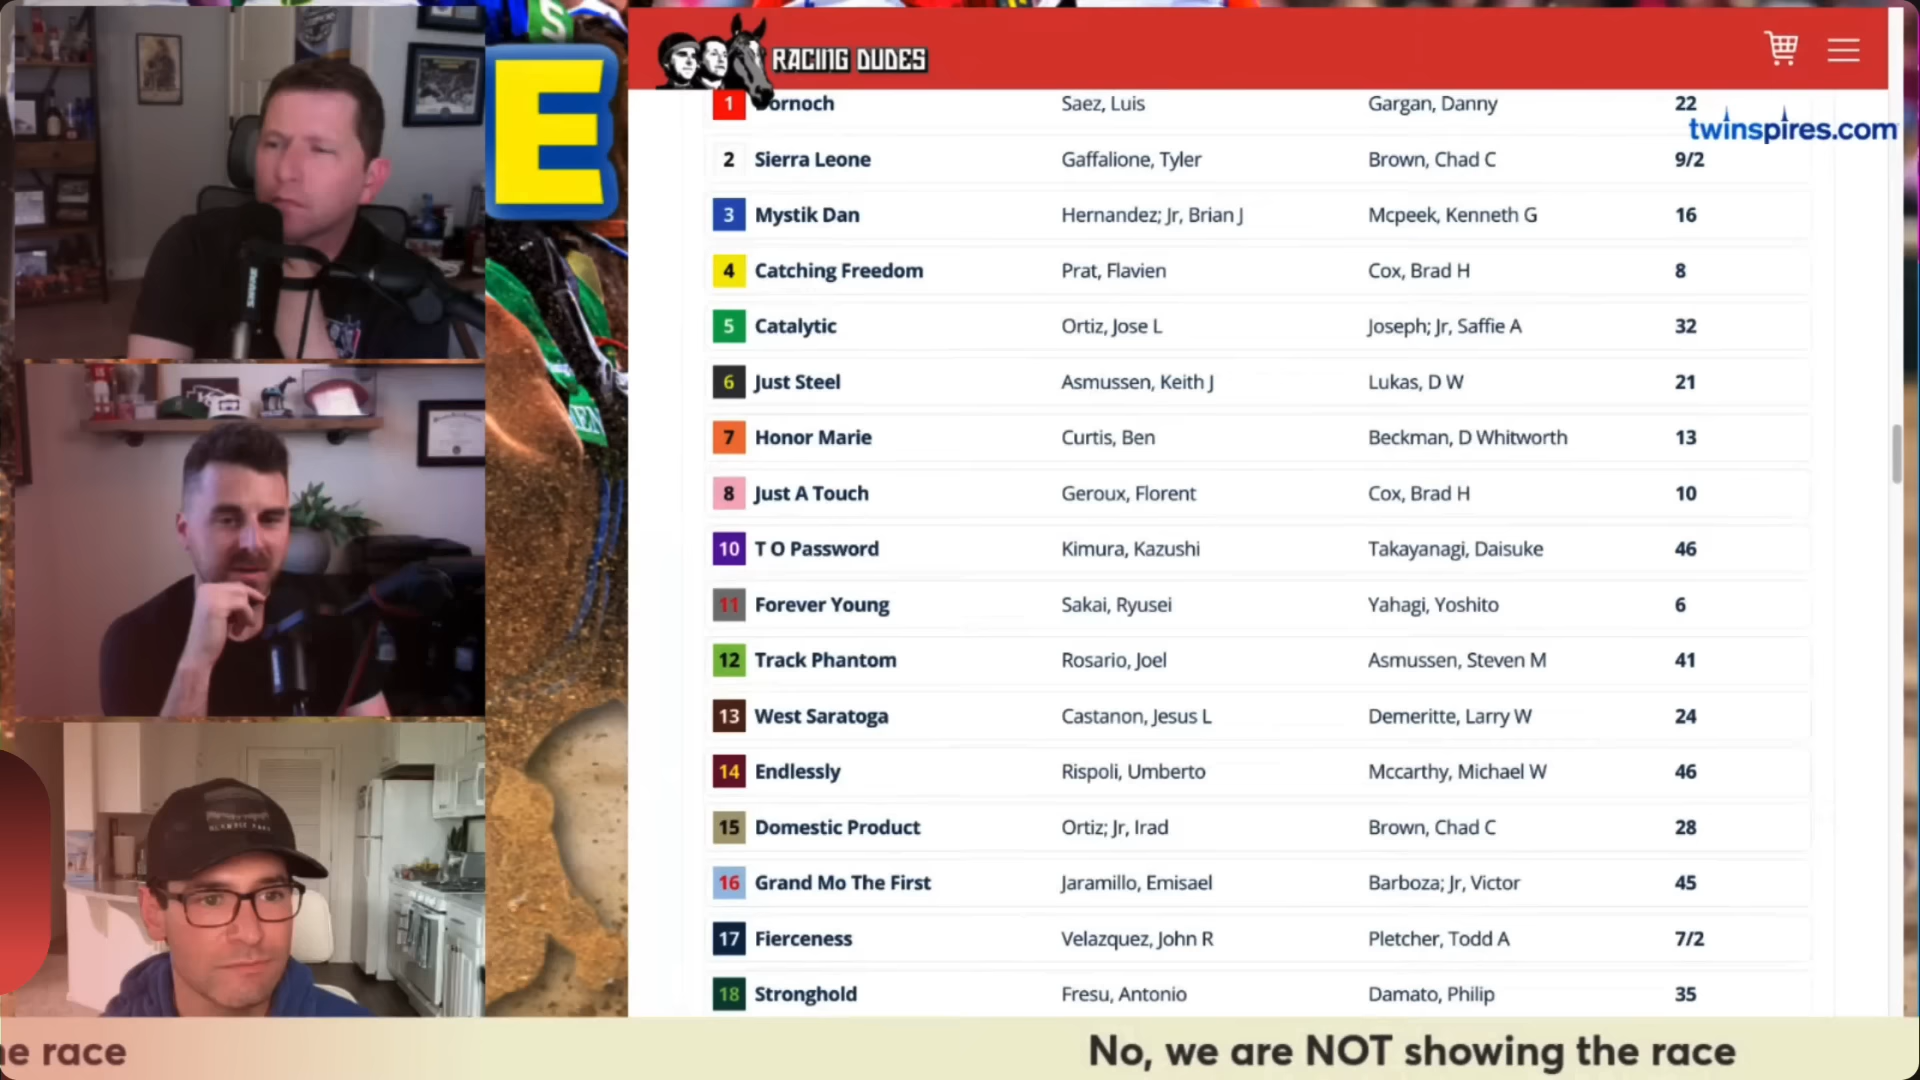 S
E
RACING DUDES
twinspires.com
1 Dornoch Saez, Luis Gargan, Danny 22
2 Sierra Leone Gaffalione, Tyler Brown, Chad C 9/2
3 Mystik Dan Hernandez; Jr, Brian J Mcpeek, Kenneth G 16
4 Catching Freedom Prat, Flavien Cox, Brad H 8
5 Catalytic Ortiz, Jose L Joseph; Jr, Saffie A 32
6 Just Steel Asmussen, Keith J Lukas, D W 21
7 Honor Marie Curtis, Ben Beckman, D Whitworth 13
8 Just A Touch Geroux, Florent Cox, Brad H 10
10 T O Password Kimura, Kazushi Takayanagi, Daisuke 46
11 Forever Young Sakai, Ryusei Yahagi, Yoshito 6
12 Track Phantom Rosario, Joel Asmussen, Steven M 41
13 West Saratoga Castanon, Jesus L Demeritte, Larry W 24
14 Endlessly Rispoli, Umberto Mccarthy, Michael W 46
15 Domestic Product Ortiz; Jr, Irad Brown, Chad C 28
16 Grand Mo The First Jaramillo, Emisael Barboza; Jr, Victor 45
17 Fierceness Velazquez, John R Pletcher, Todd A 7/2
18 Stronghold Fresu, Antonio Damato, Philip 35
SHURE
he race No, we are NOT showing the race